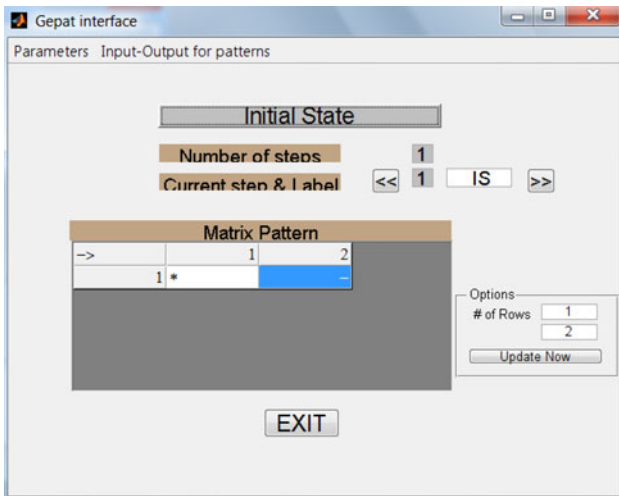 Gepat interface
Parameters Input-Output for patterns
Initial State
Number of steps 1
Current step & Label << 1 IS >>
Matrix Pattern
-> 1 2
1 * –
Options
# of Rows 1
2
Update Now
EXIT